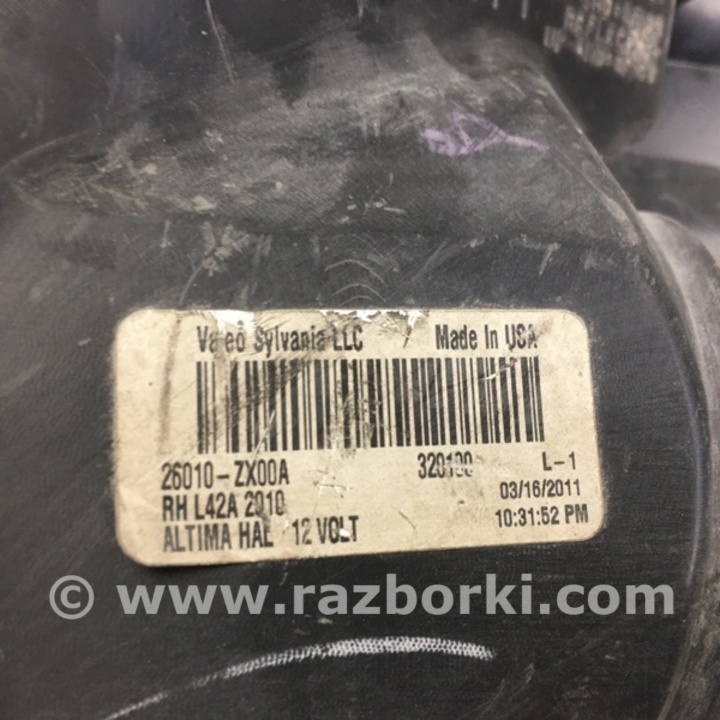 Valeo Sylvania LLC Made In USA
26010-ZX00A L-1
RH L42A 2010 03/16/2011
ALTIMA HAL 12 VOLT 10:31:52 PM
© www.razborki.com